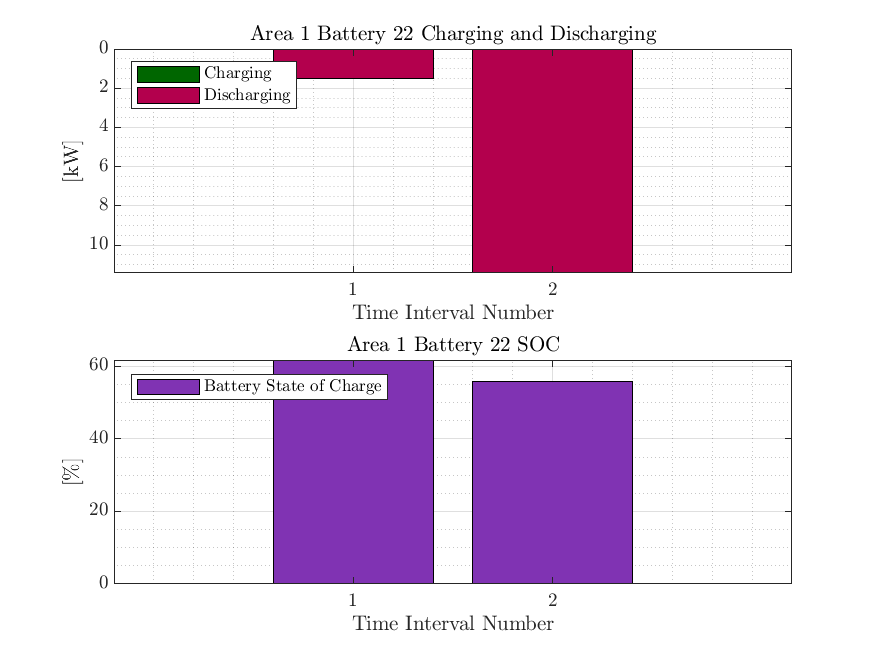 Area 1 Battery 22 Charging and Discharging
0
2
4
6
8
10
[kW]
Charging
Discharging
1 2
Time Interval Number
Area 1 Battery 22 SOC
60
40
20
0
[%]
Battery State of Charge
1 2
Time Interval Number